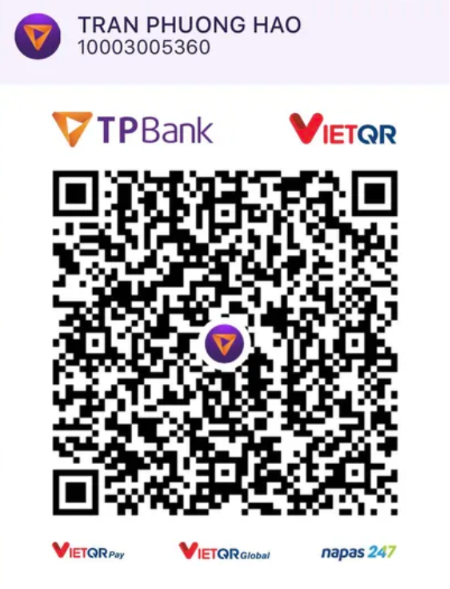 TRAN PHUONG HAO
10003005360
TPBank
VIETQR
VIETQR Pay
VIETQR Global
napas 247